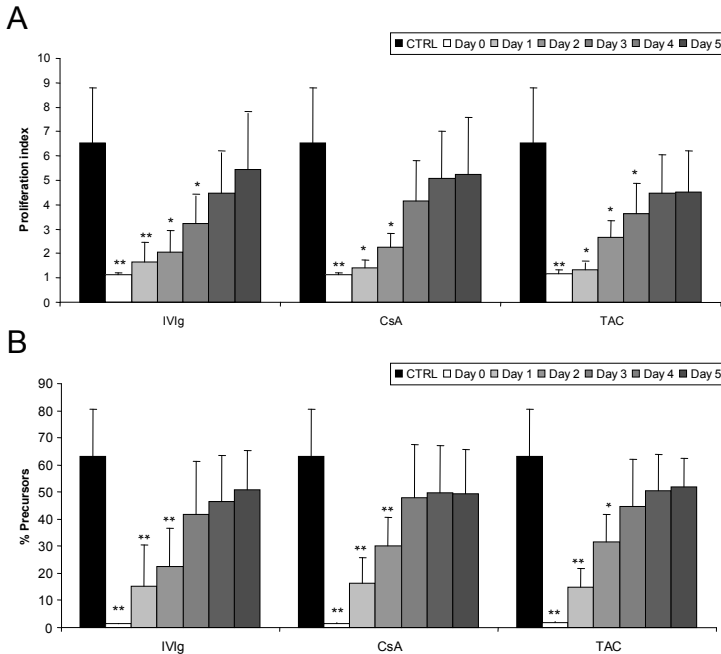 A
CTRL Day 0 Day 1 Day 2 Day 3 Day 4 Day 5
Proliferation index
10
9
8
7
6
5
4
3
2
1
0
** ** * *
** * *
** * * *
IVIg CsA TAC
B
CTRL Day 0 Day 1 Day 2 Day 3 Day 4 Day 5
% Precursors
90
80
70
60
50
40
30
20
10
0
** ** **
** ** **
** ** *
IVIg CsA TAC